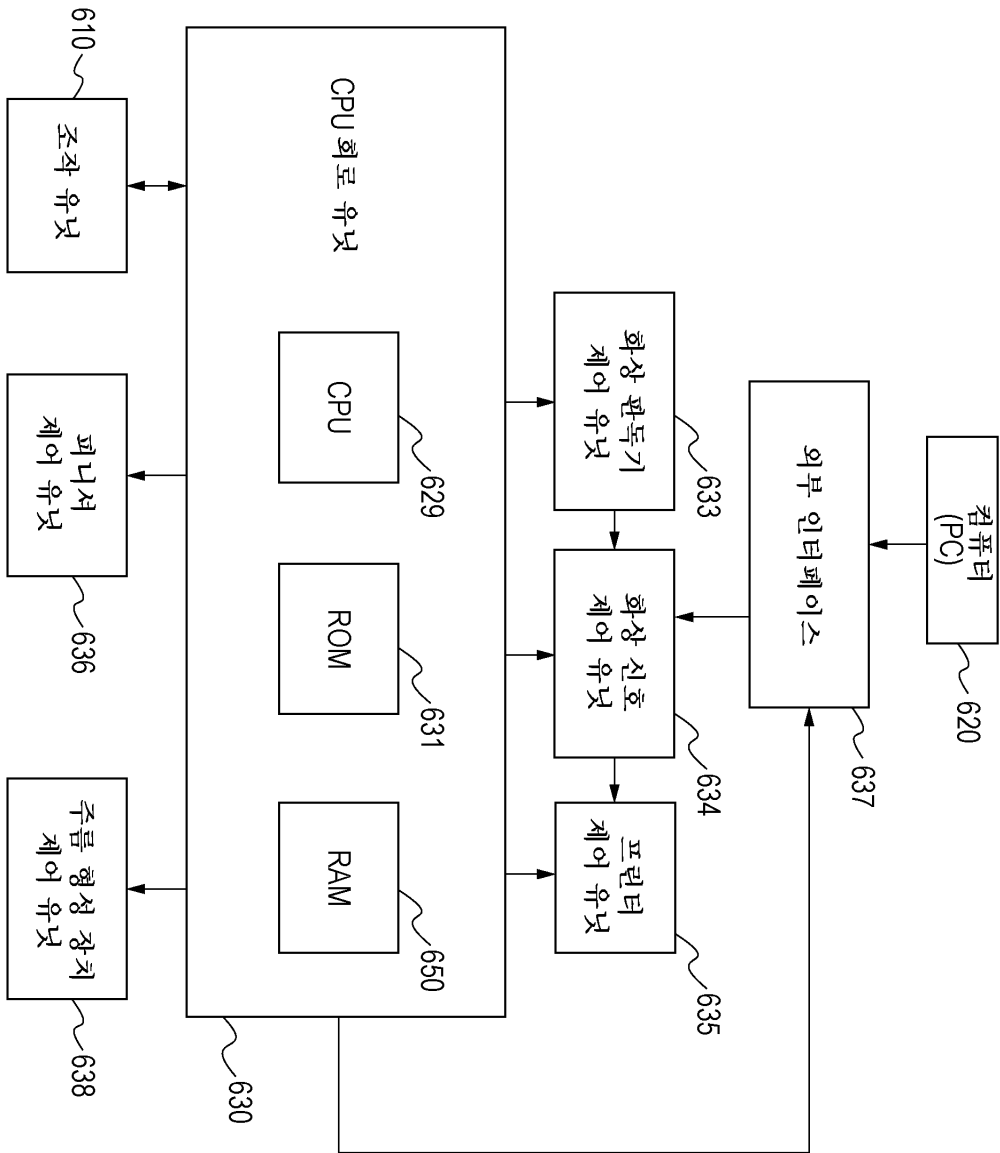 컴퓨터
(PC)
620
외부 인터페이스
637
화상 판독기
제어 유닛
633
화상 신호
제어 유닛
634
프린터
제어 유닛
635
CPU 회로 유닛
CPU
629
ROM
631
RAM
650
630
610
조작 유닛
피니셔
제어 유닛
636
주름 형성 장치
제어 유닛
638